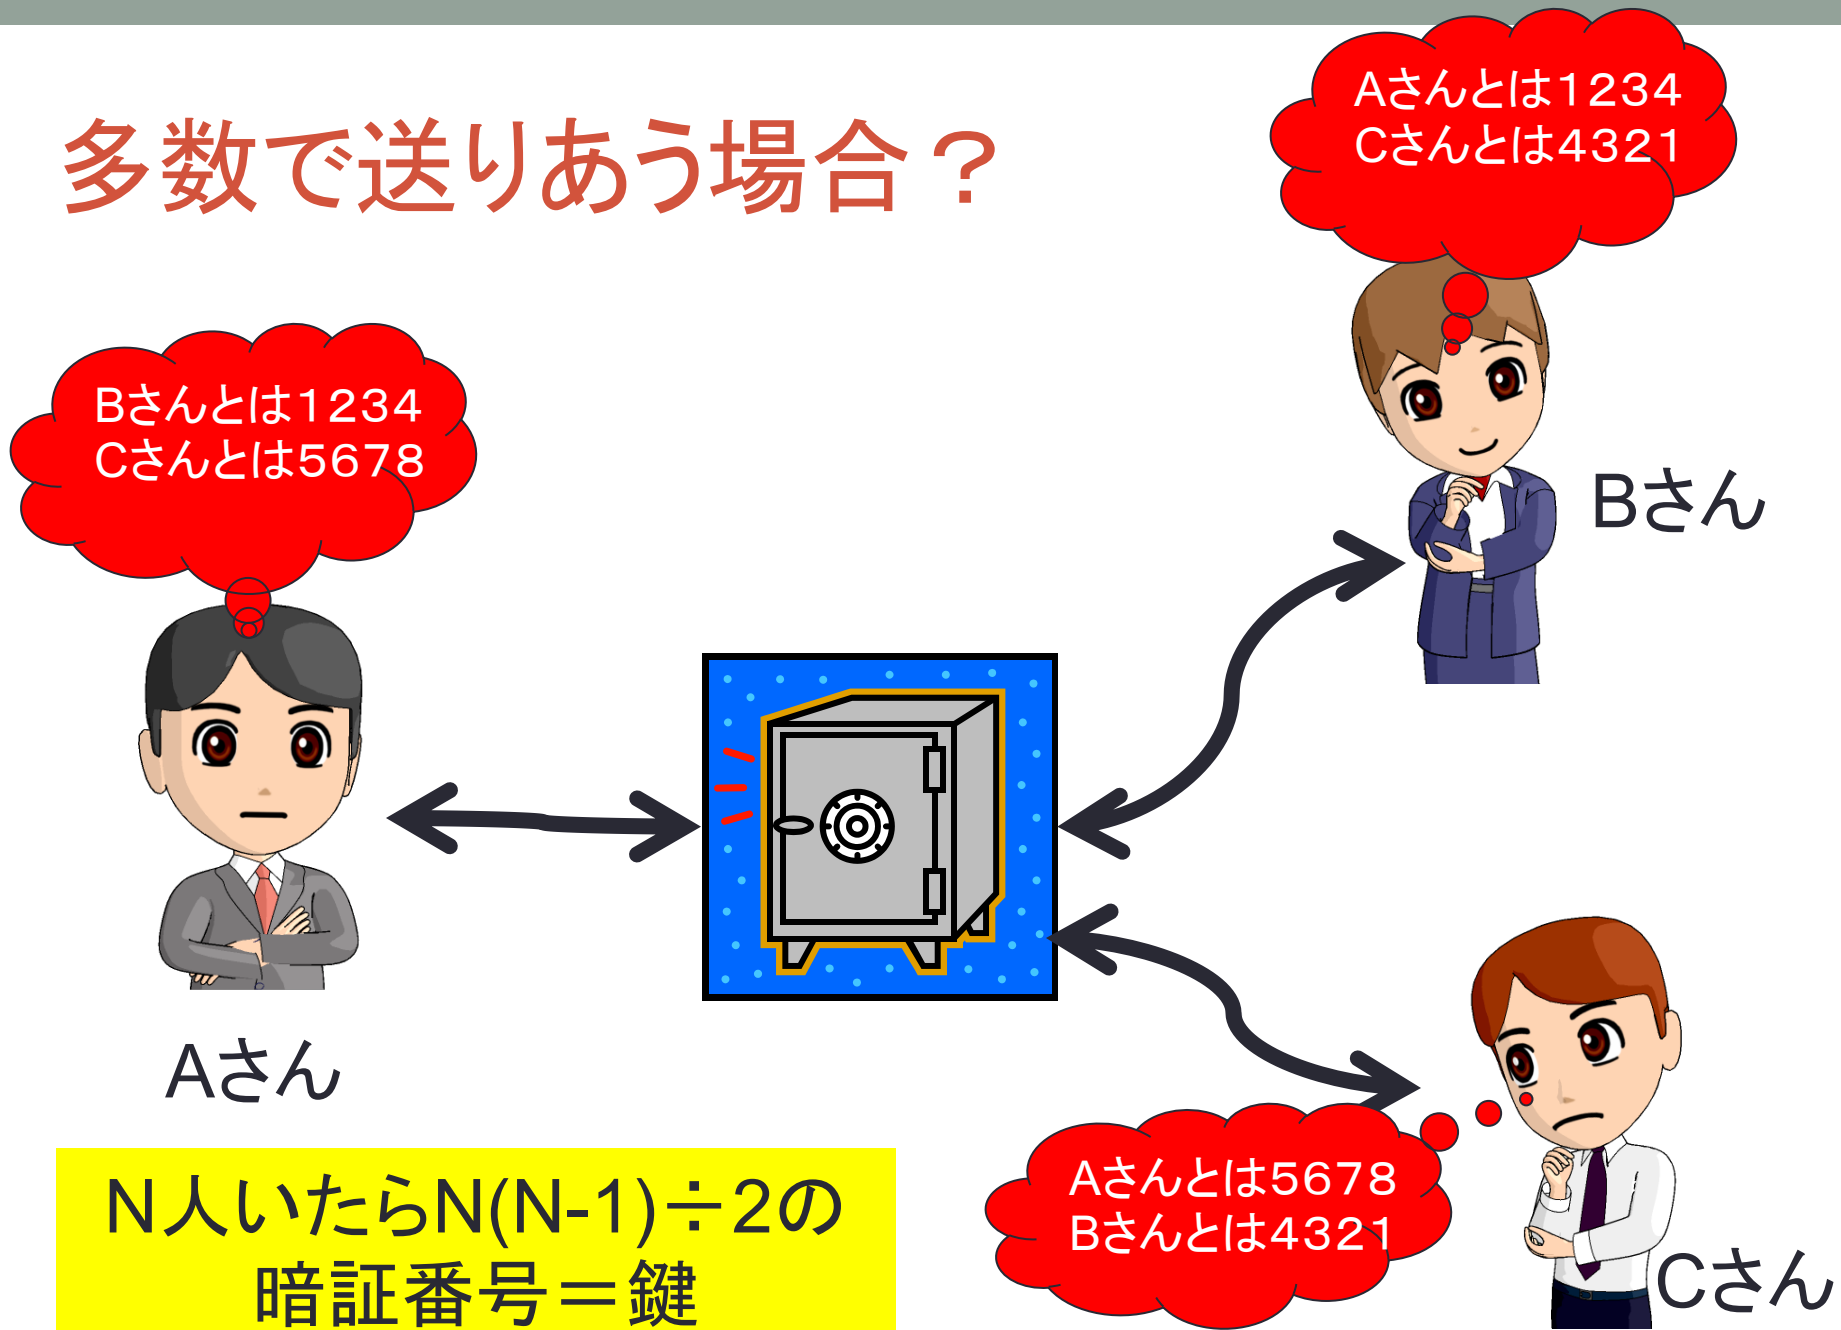 多数で送りあう場合？
Aさんとは１２３４
Cさんとは４３２１
Bさんとは１２３４
Cさんとは５６７８
Bさん
Aさん
Aさんとは５６７８
Bさんとは４３２１
Cさん
N人いたらN(N-1)÷2の
暗証番号＝鍵